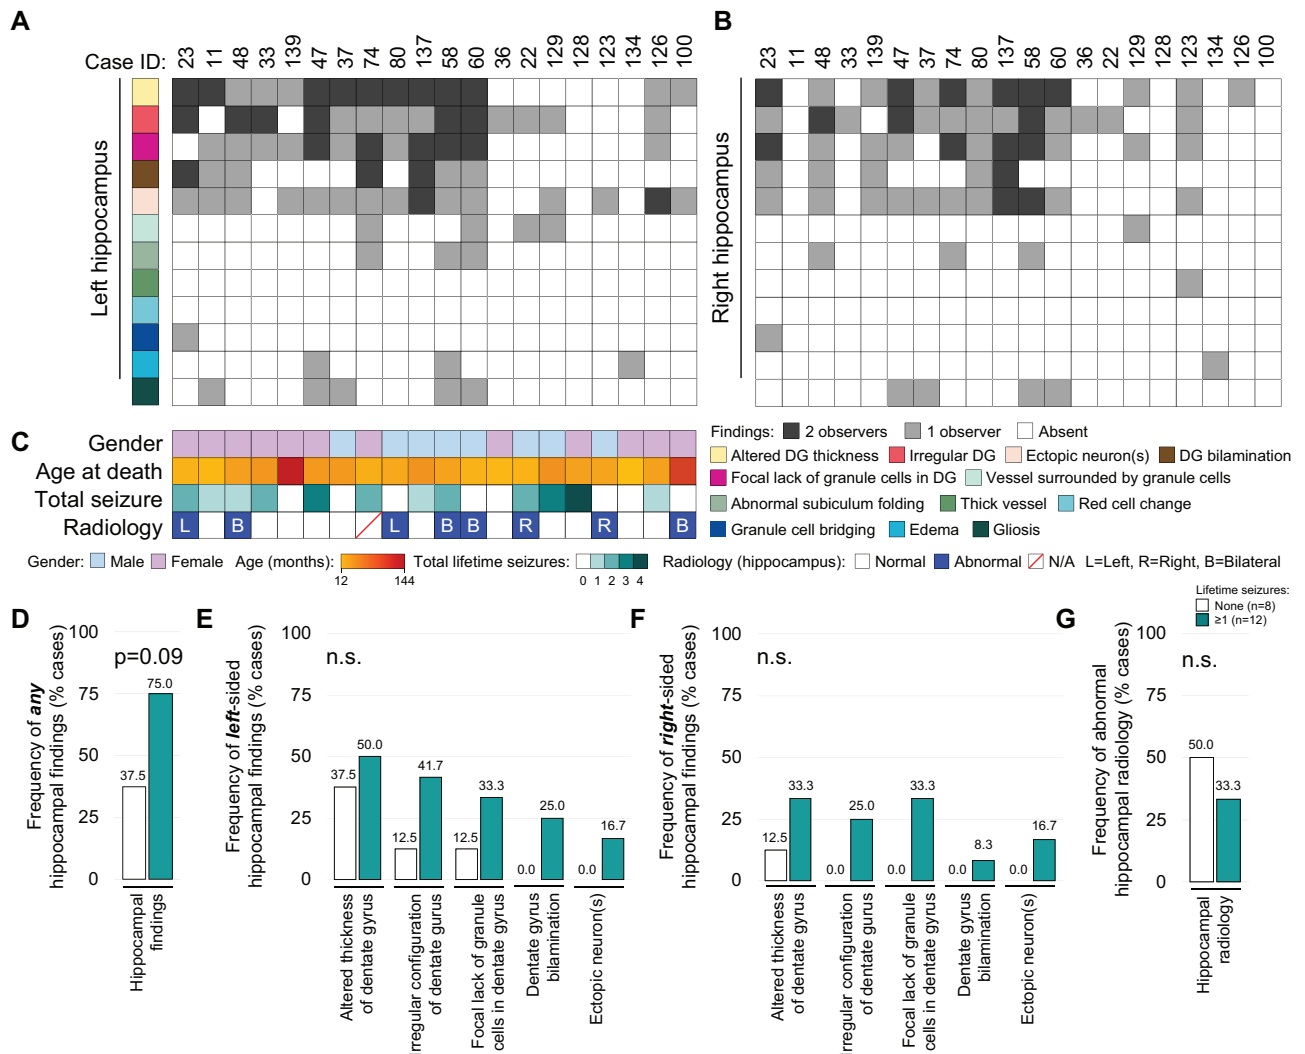 A
Case ID: 23 11 48 33 139 47 37 74 80 137 58 60 36 22 129 128 123 134 126 100
Left hippocampus
B
23 11 48 33 139 47 37 74 80 137 58 60 36 22 129 128 123 134 126 100
Right hippocampus
C
Gender
Age at death
Total seizure
Radiology
L B L B B R R B
Findings: 2 observers 1 observer Absent
Altered DG thickness Irregular DG Ectopic neuron(s) DG bilamination
Focal lack of granule cells in DG Vessel surrounded by granule cells
Abnormal subiculum folding Thick vessel Red cell change
Granule cell bridging Edema Gliosis
Gender: Male Female Age (months): 12 144 Total lifetime seizures: 0 1 2 3 4 Radiology (hippocampus): Normal Abnormal N/A L=Left, R=Right, B=Bilateral
D
Frequency of any
hippocampal findings (% cases)
100
75
50
25
0
p=0.09
37.5
75.0
Hippocampal
findings
E
Frequency of left-sided
hippocampal findings (% cases)
100
75
50
25
0
n.s.
37.5
50.0
12.5
41.7
12.5
33.3
0.0
25.0
0.0
16.7
Altered thickness
of dentate gyrus
Irregular configuration
of dentate gurus
Focal lack of granule
cells in dentate gyrus
Dentate gyrus
bilamination
Ectopic neuron(s)
F
Frequency of right-sided
hippocampal findings (% cases)
100
75
50
25
0
n.s.
12.5
33.3
0.0
25.0
0.0
33.3
0.0
8.3
0.0
16.7
Altered thickness
of dentate gyrus
Irregular configuration
of dentate gurus
Focal lack of granule
cells in dentate gyrus
Dentate gyrus
bilamination
Ectopic neuron(s)
G
Lifetime seizures:
None (n=8)
≥1 (n=12)
Frequency of abnormal
hippocampal radiology (% cases)
100
75
50
25
0
n.s.
50.0
33.3
Hippocampal
radiology